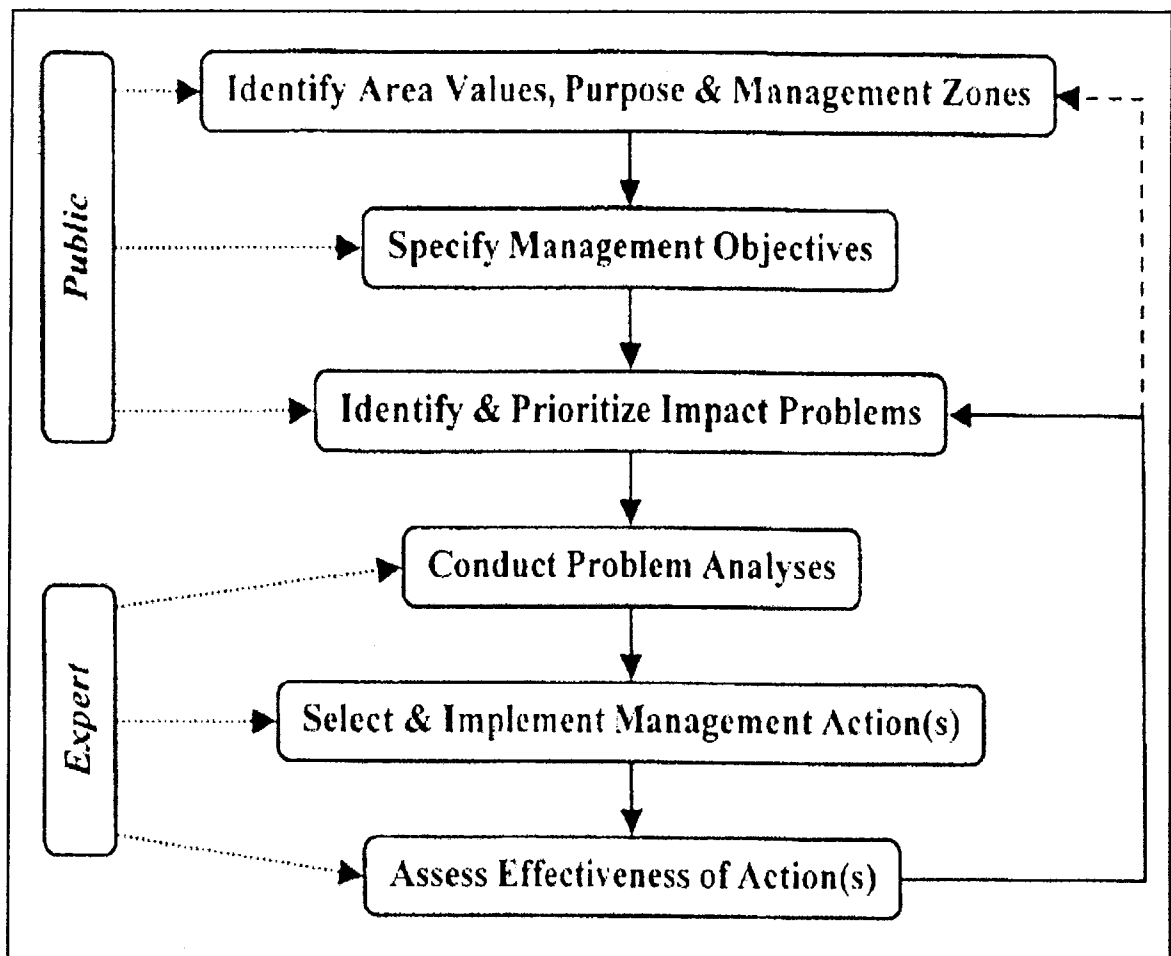 Identify Area Values, Purpose & Management Zones
Public
Specify Management Objectives
Identify & Prioritize Impact Problems
Conduct Problem Analyses
Expert
Select & Implement Management Action(s)
Assess Effectiveness of Action(s)